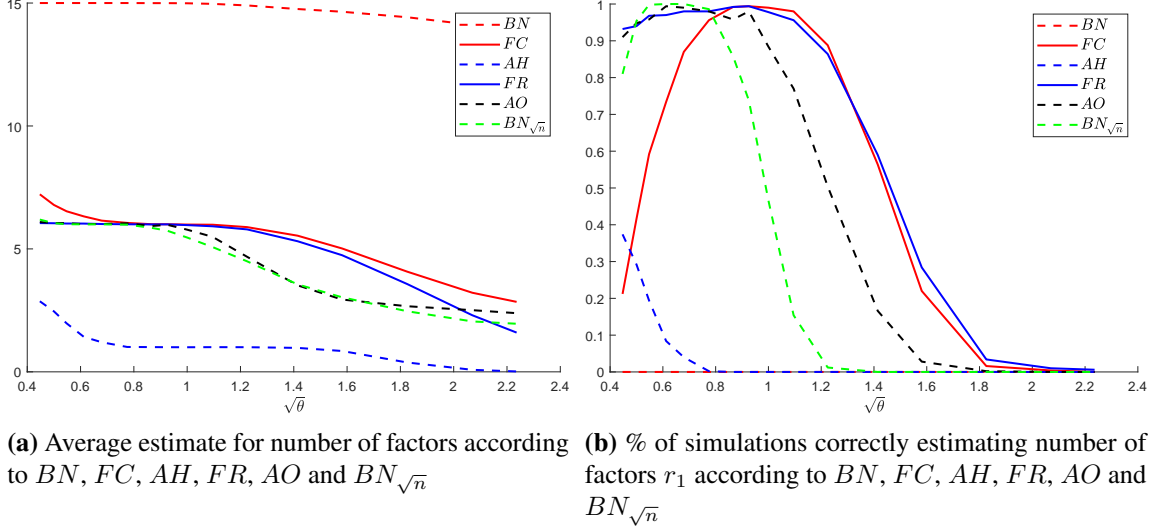 15
10
5
0
0.4 0.6 0.8 1 1.2 1.4 1.6 1.8 2 2.2 2.4
√θ
BN
FC
AH
FR
AO
BN√n
1
0.9
0.8
0.7
0.6
0.5
0.4
0.3
0.2
0.1
0
0.4 0.6 0.8 1 1.2 1.4 1.6 1.8 2 2.2 2.4
√θ
BN
FC
AH
FR
AO
BN√n
(a) Average estimate for number of factors according
to BN, FC, AH, FR, AO and BN√n
(b) % of simulations correctly estimating number of
factors r1 according to BN, FC, AH, FR, AO and
BN√n